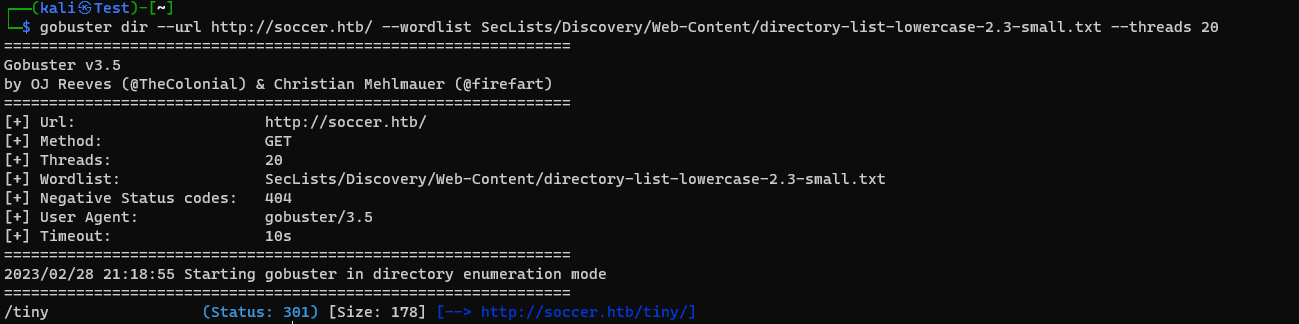 ┌──(kali㉿Test)-[~]
└─$ gobuster dir --url http://soccer.htb/ --wordlist SecLists/Discovery/Web-Content/directory-list-lowercase-2.3-small.txt --threads 20
===============================================================
Gobuster v3.5
by OJ Reeves (@TheColonial) & Christian Mehlmauer (@firefart)
===============================================================
[+] Url:                     http://soccer.htb/
[+] Method:                  GET
[+] Threads:                 20
[+] Wordlist:                SecLists/Discovery/Web-Content/directory-list-lowercase-2.3-small.txt
[+] Negative Status codes:   404
[+] User Agent:              gobuster/3.5
[+] Timeout:                 10s
===============================================================
2023/02/28 21:18:55 Starting gobuster in directory enumeration mode
===============================================================
/tiny                 (Status: 301) [Size: 178] [--> http://soccer.htb/tiny/]